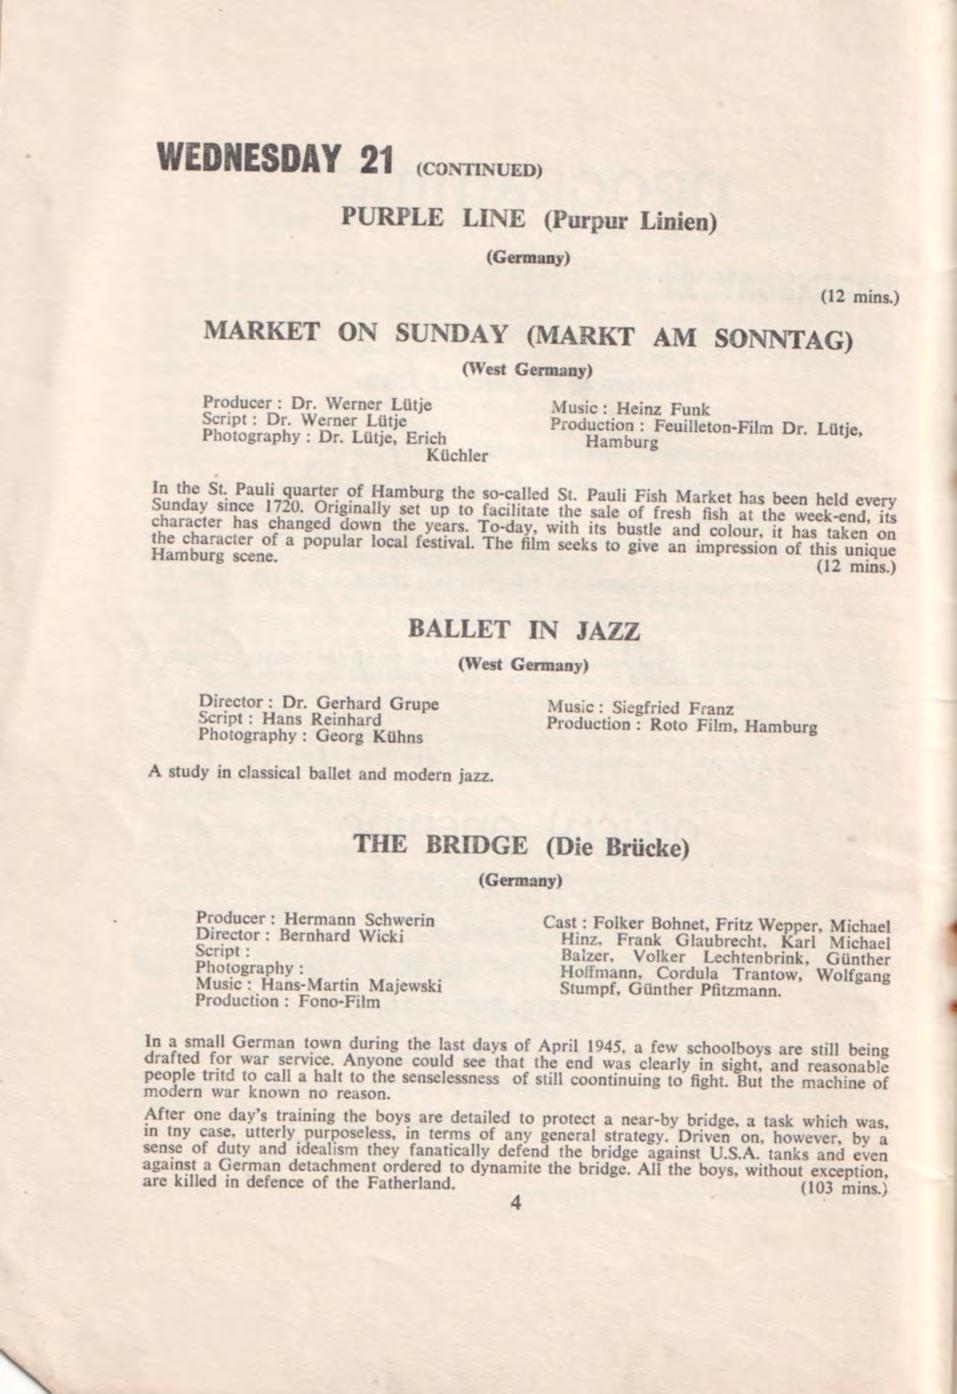 WEDNESDAY 21 (CONTINUED)
PURPLE LINE (Purpur Linien)
(Germany)
(12 mins.)
MARKET ON SUNDAY (MARKT AM SONNTAG)
(West Germany)
Producer : Dr. Werner Lütje
Script : Dr. Werner Lütje
Photography : Dr. Lütje, Erich
Küchler
Music : Heinz Funk
Production : Feuilleton-Film Dr. Lütje,
Hamburg
In the St. Pauli quarter of Hamburg the so-called St. Pauli Fish Market has been held every
Sunday since 1720. Originally set up to facilitate the sale of fresh fish at the week-end, its
character has changed down the years. To-day, with its bustle and colour, it has taken on
the character of a popular local festival. The film seeks to give an impression of this unique
Hamburg scene. (12 mins.)
BALLET IN JAZZ
(West Germany)
Director : Dr. Gerhard Grupe
Script : Hans Reinhard
Photography : Georg Kühns
Music : Siegfried Franz
Production : Roto Film, Hamburg
A study in classical ballet and modern jazz.
THE BRIDGE (Die Brücke)
(Germany)
Producer : Hermann Schwerin
Director : Bernhard Wicki
Script :
Photography :
Music : Hans-Martin Majewski
Production : Fono-Film
Cast : Folker Bohnet, Fritz Wepper, Michael
Hinz, Frank Glaubrecht, Karl Michael
Balzer, Volker Lechtenbrink, Günther
Hoffmann, Cordula Trantow, Wolfgang
Stumpf, Günther Pfitzmann.
In a small German town during the last days of April 1945, a few schoolboys are still being
drafted for war service. Anyone could see that the end was clearly in sight, and reasonable
people tritd to call a halt to the senselessness of still coontinuing to fight. But the machine of
modern war known no reason.
After one day's training the boys are detailed to protect a near-by bridge, a task which was,
in tny case, utterly purposeless, in terms of any general strategy. Driven on, however, by a
sense of duty and idealism they fanatically defend the bridge against U.S.A. tanks and even
against a German detachment ordered to dynamite the bridge. All the boys, without exception,
are killed in defence of the Fatherland. (103 mins.)
4